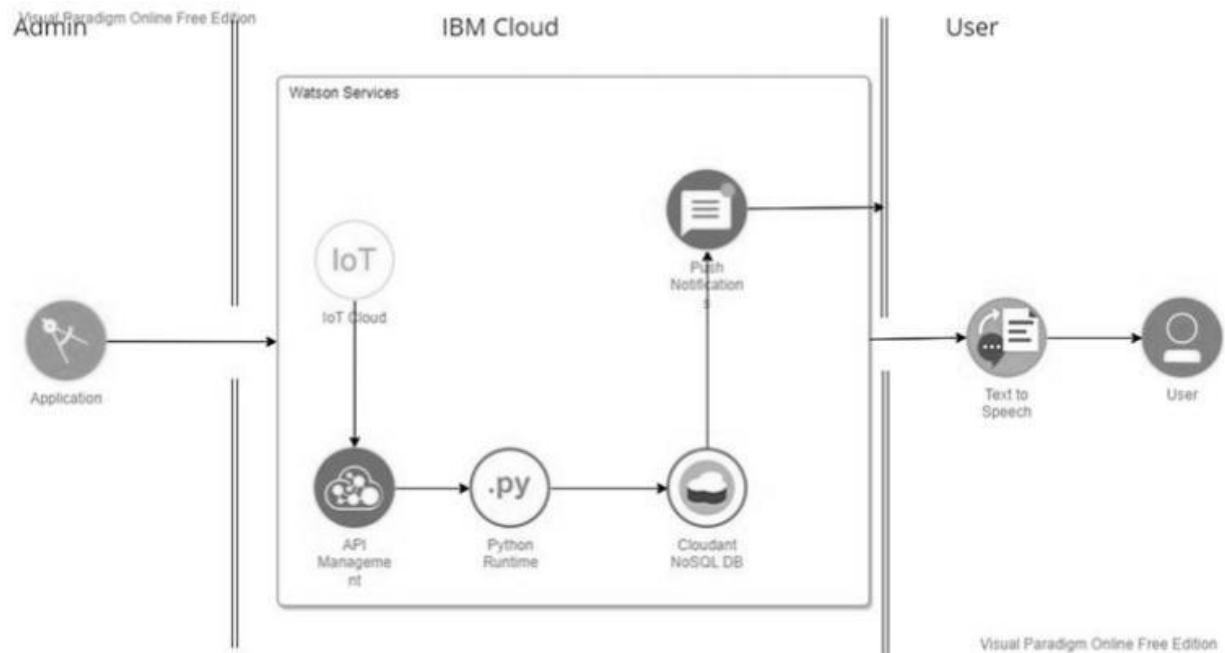 Visual Paradigm Online Free Edition
Admin
IBM Cloud
User
Watson Services
IoT
IoT Cloud
Push
Notification
s
Application
Text to
Speech
User
.py
API
Manageme
nt
Python
Runtime
Cloudant
NoSQL DB
Visual Paradigm Online Free Edition